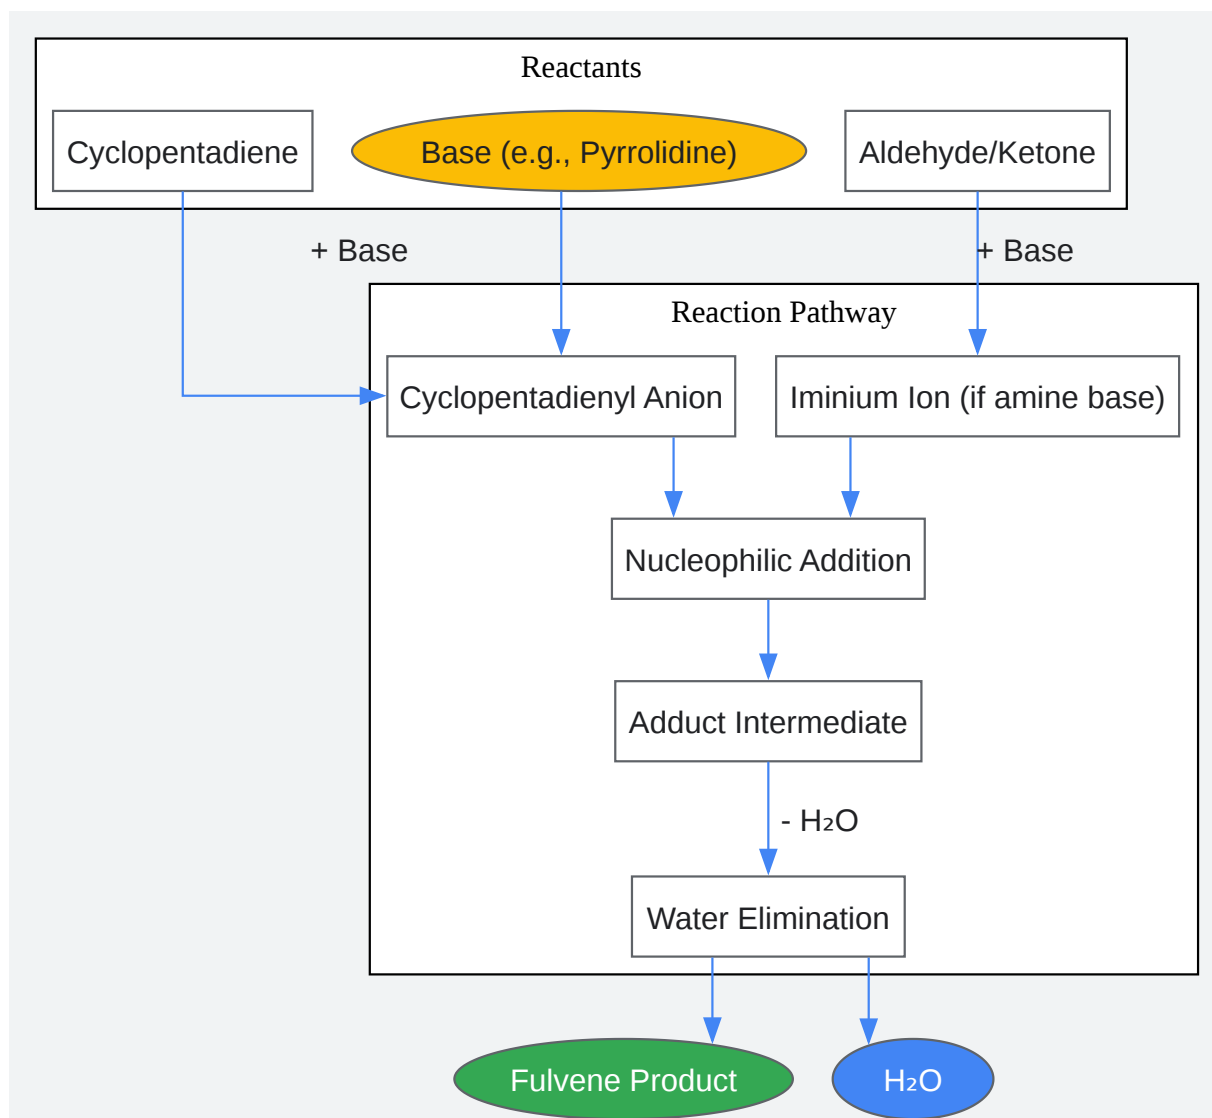 Reactants
Cyclopentadiene
Base (e.g., Pyrrolidine)
Aldehyde/Ketone
+ Base
+ Base
Reaction Pathway
Cyclopentadienyl Anion
Iminium Ion (if amine base)
Nucleophilic Addition
Adduct Intermediate
- H₂O
Water Elimination
Fulvene Product
H₂O